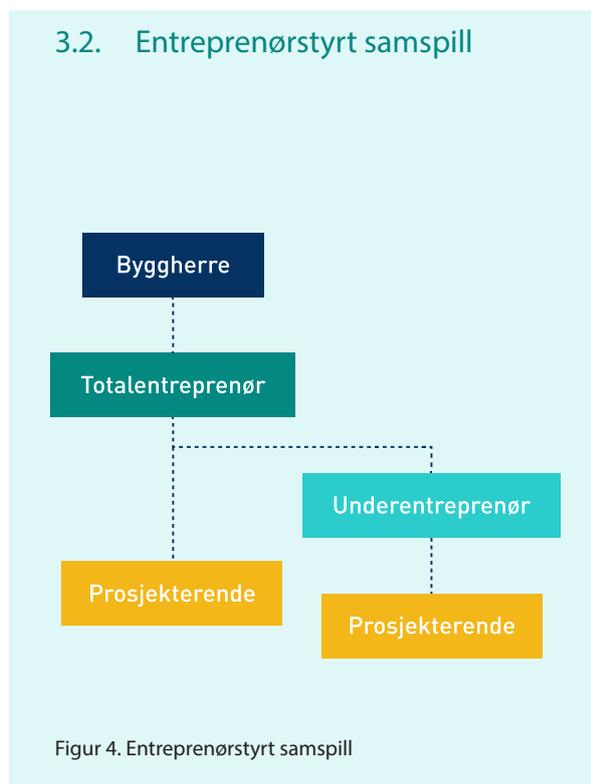 3.2. Entreprenørstyrt samspill
Byggherre
Totalentreprenør
Underentreprenør
Prosjekterende
Prosjekterende
Figur 4. Entreprenørstyrt samspill